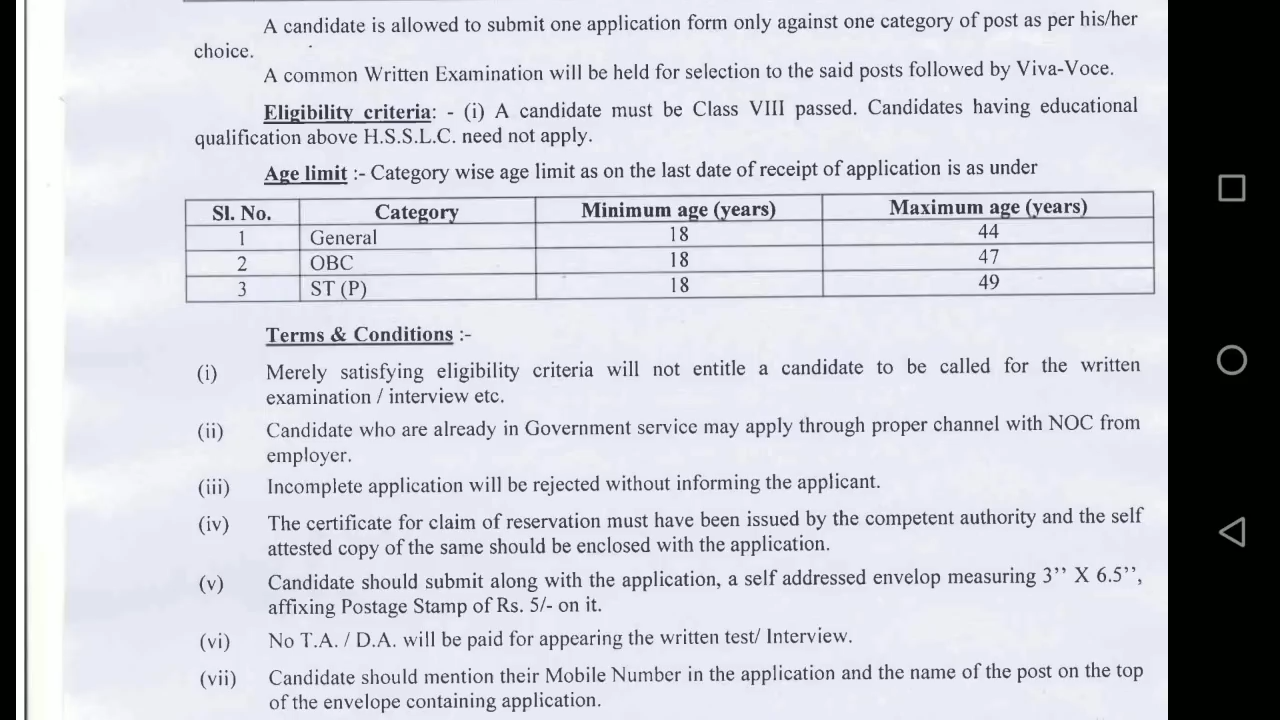 A candidate is allowed to submit one application form only against one category of post as per his/her
choice.
A common Written Examination will be held for selection to the said posts followed by Viva-Voce.
Eligibility criteria: - (i) A candidate must be Class VIII passed. Candidates having educational
qualification above H.S.S.L.C. need not apply.
Age limit :- Category wise age limit as on the last date of receipt of application is as under
Sl. No. Category Minimum age (years) Maximum age (years)
1 General 18 44
2 OBC 18 47
3 ST (P) 18 49
Terms & Conditions :-
(i) Merely satisfying eligibility criteria will not entitle a candidate to be called for the written
examination / interview etc.
(ii) Candidate who are already in Government service may apply through proper channel with NOC from
employer.
(iii) Incomplete application will be rejected without informing the applicant.
(iv) The certificate for claim of reservation must have been issued by the competent authority and the self
attested copy of the same should be enclosed with the application.
(v) Candidate should submit along with the application, a self addressed envelop measuring 3’’ X 6.5’’,
affixing Postage Stamp of Rs. 5/- on it.
(vi) No T.A. / D.A. will be paid for appearing the written test/ Interview.
(vii) Candidate should mention their Mobile Number in the application and the name of the post on the top
of the envelope containing application.